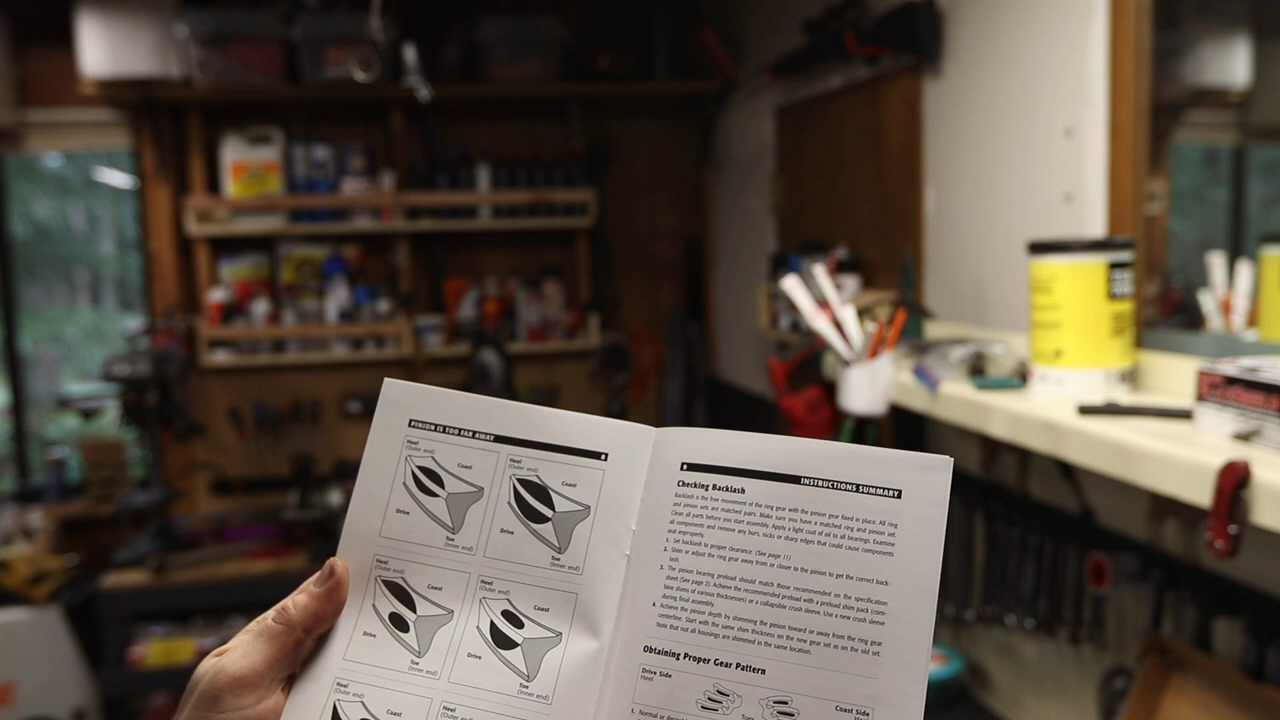 PINION IS TOO FAR AWAY
8
Heel
(Outer end)
Coast
Drive
Toe
(Inner end)
Heel
(Outer end)
Coast
Drive
Toe
(Inner end)
Heel
(Outer end)
Coast
Drive
Toe
(Inner end)
Heel
(Outer end)
Coast
Drive
Toe
(Inner end)
Heel
(Outer end)
Coast
Heel
(Outer end)
9
INSTRUCTIONS SUMMARY
Checking Backlash
Backlash is the free movement of the ring gear with the pinion gear fixed in place. All ring
and pinion sets are matched pairs. Make sure you have a matched ring and pinion set.
Clean all parts before you start assembly. Apply a light coat of oil to all bearings. Examine
all components and remove any burs, nicks or sharp edges that could cause components
seat improperly.
1. Set backlash to proper clearance. (See page 11)
2. Shim or adjust the ring gear away from or closer to the pinion to get the correct back-
lash.
3. The pinion bearing preload should match those recommended on the specification
sheet (See page 2). Achieve the recommended preload with a preload shim pack (com-
bine shims of various thicknesses) or a collapsible crush sleeve. Use a new crush sleeve
during final assembly.
4. Achieve the pinion depth by shimming the pinion toward or away from the ring gear
centerline. Start with the same shim thickness on the new gear set as on the old set.
Note that not all housings are shimmed in the same location.
Obtaining Proper Gear Pattern
Drive Side
Heel
Coast Side
1. Normal or